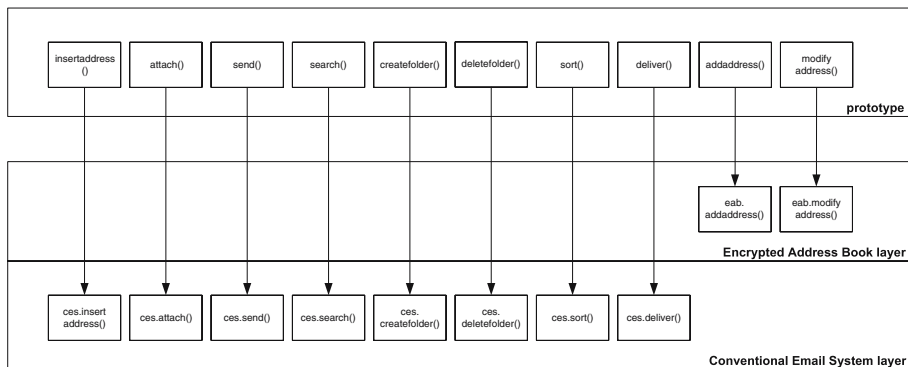 insertaddress
()
attach()
send()
search()
createfolder()
deletefolder()
sort()
deliver()
addaddress()
modify
address()
prototype
eab.
addaddress()
eab.modify
address()
Encrypted Address Book layer
ces.insert
address()
ces.attach()
ces.send()
ces.search()
ces.
createfolder()
ces.
deletefolder()
ces.sort()
ces.deliver()
Conventional Email System layer